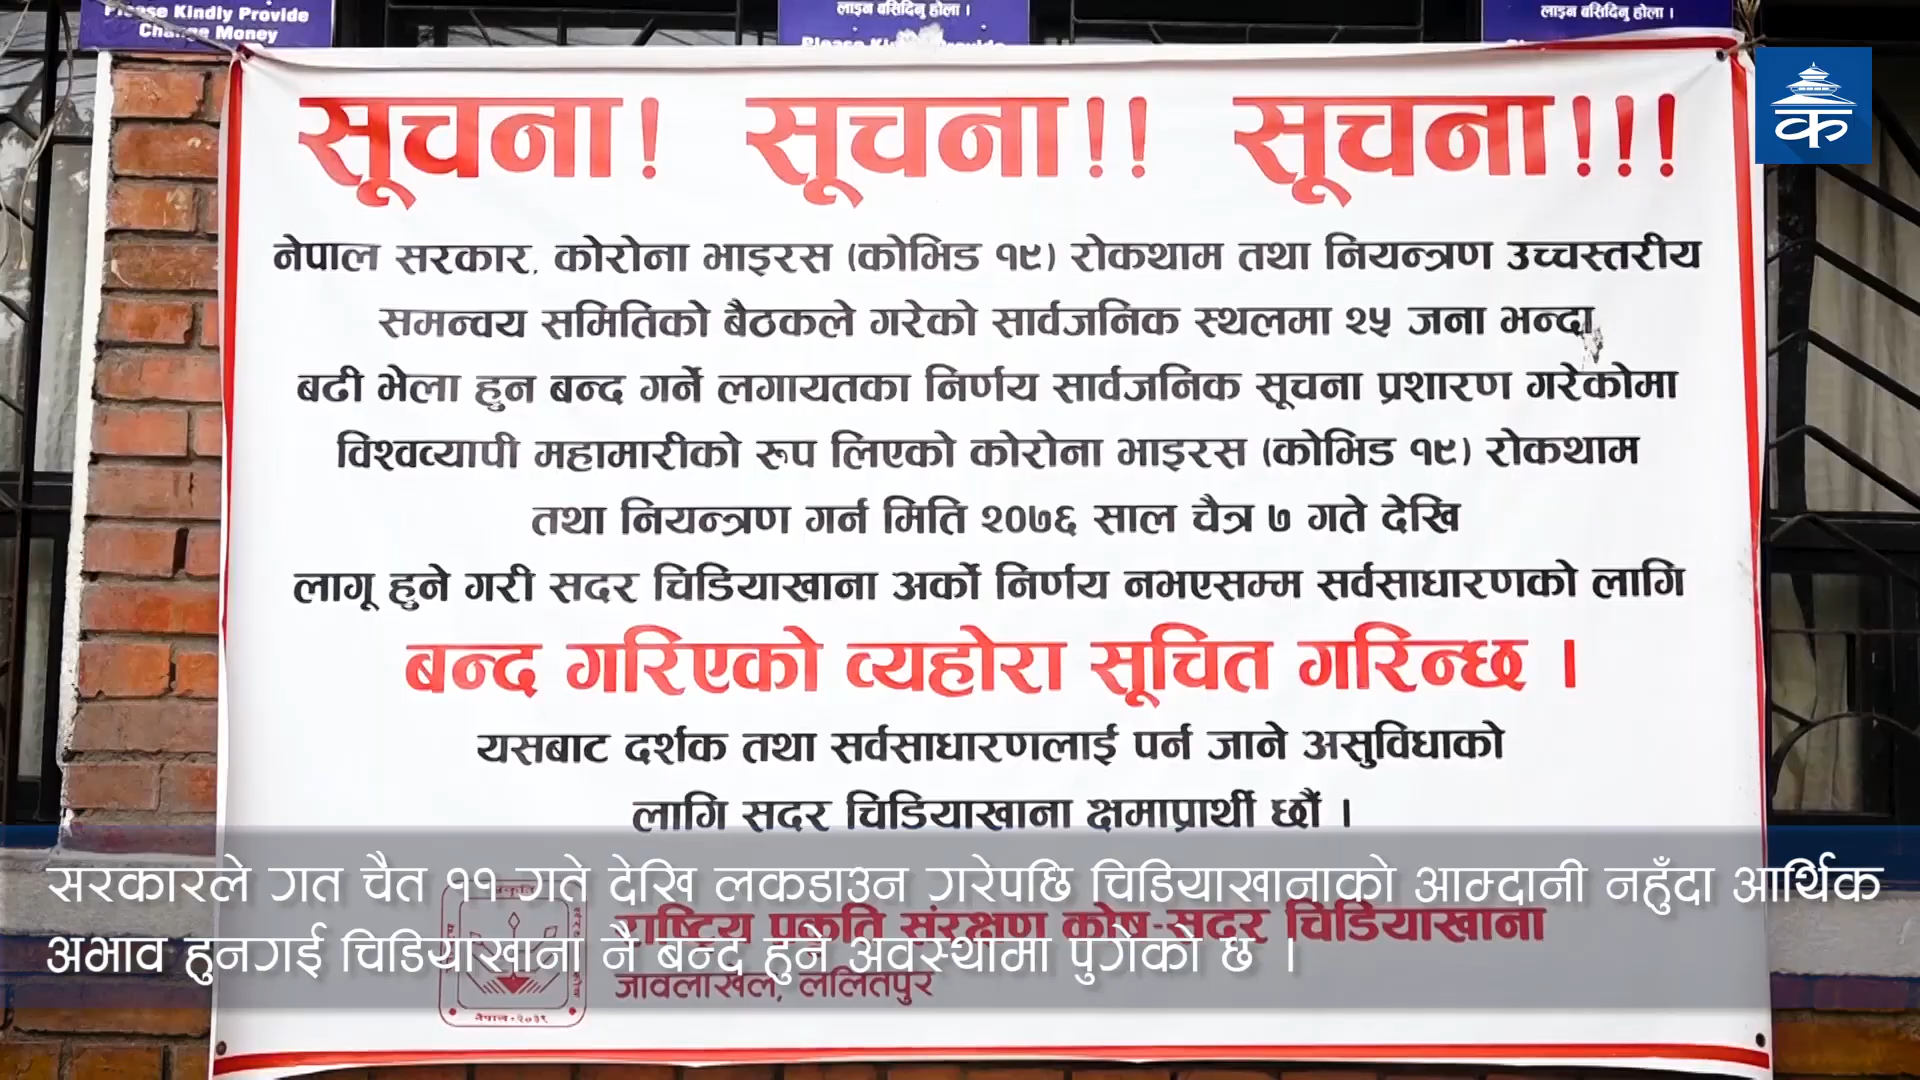 Please Kindly Provide
Change Money
लाइन बसिदिनु होला ।
Please Kindly Provide
लाइन बसिदिनु होला ।
क
सूचना! सूचना!! सूचना!!!
नेपाल सरकार, कोरोना भाइरस (कोभिड १९) रोकथाम तथा नियन्त्रण उच्चस्तरीय
समन्वय समितिको बैठकले गरेको सार्वजनिक स्थलमा २५ जना भन्दा
बढी भेला हुन बन्द गर्ने लगायतका निर्णय सार्वजनिक सूचना प्रशारण गरेकोमा
विश्वव्यापी महामारीको रुप लिएको कोरोना भाइरस (कोभिड १९) रोकथाम
तथा नियन्त्रण गर्न मिति २०७६ साल चैत्र ७ गते देखि
लागू हुने गरी सदर चिडियाखाना अर्को निर्णय नभएसम्म सर्वसाधारणको लागि
बन्द गरिएको व्यहोरा सूचित गरिन्छ ।
यसबाट दर्शक तथा सर्वसाधारणलाई पर्न जाने असुविधाको
लागि सदर चिडियाखाना क्षमाप्रार्थी छौं ।
सरकारले गत चैत ११ गते देखि लकडाउन गरेपछि चिडियाखानाको आम्दानी नहुँदा आर्थिक
राष्ट्रिय प्रकृति संरक्षण कोष-सदर चिडियाखाना
अभाव हुनगई चिडियाखाना नै बन्द हुने अवस्थामा पुगेको छ ।
जावलाखेल, ललितपुर
नेपाल-२०३९